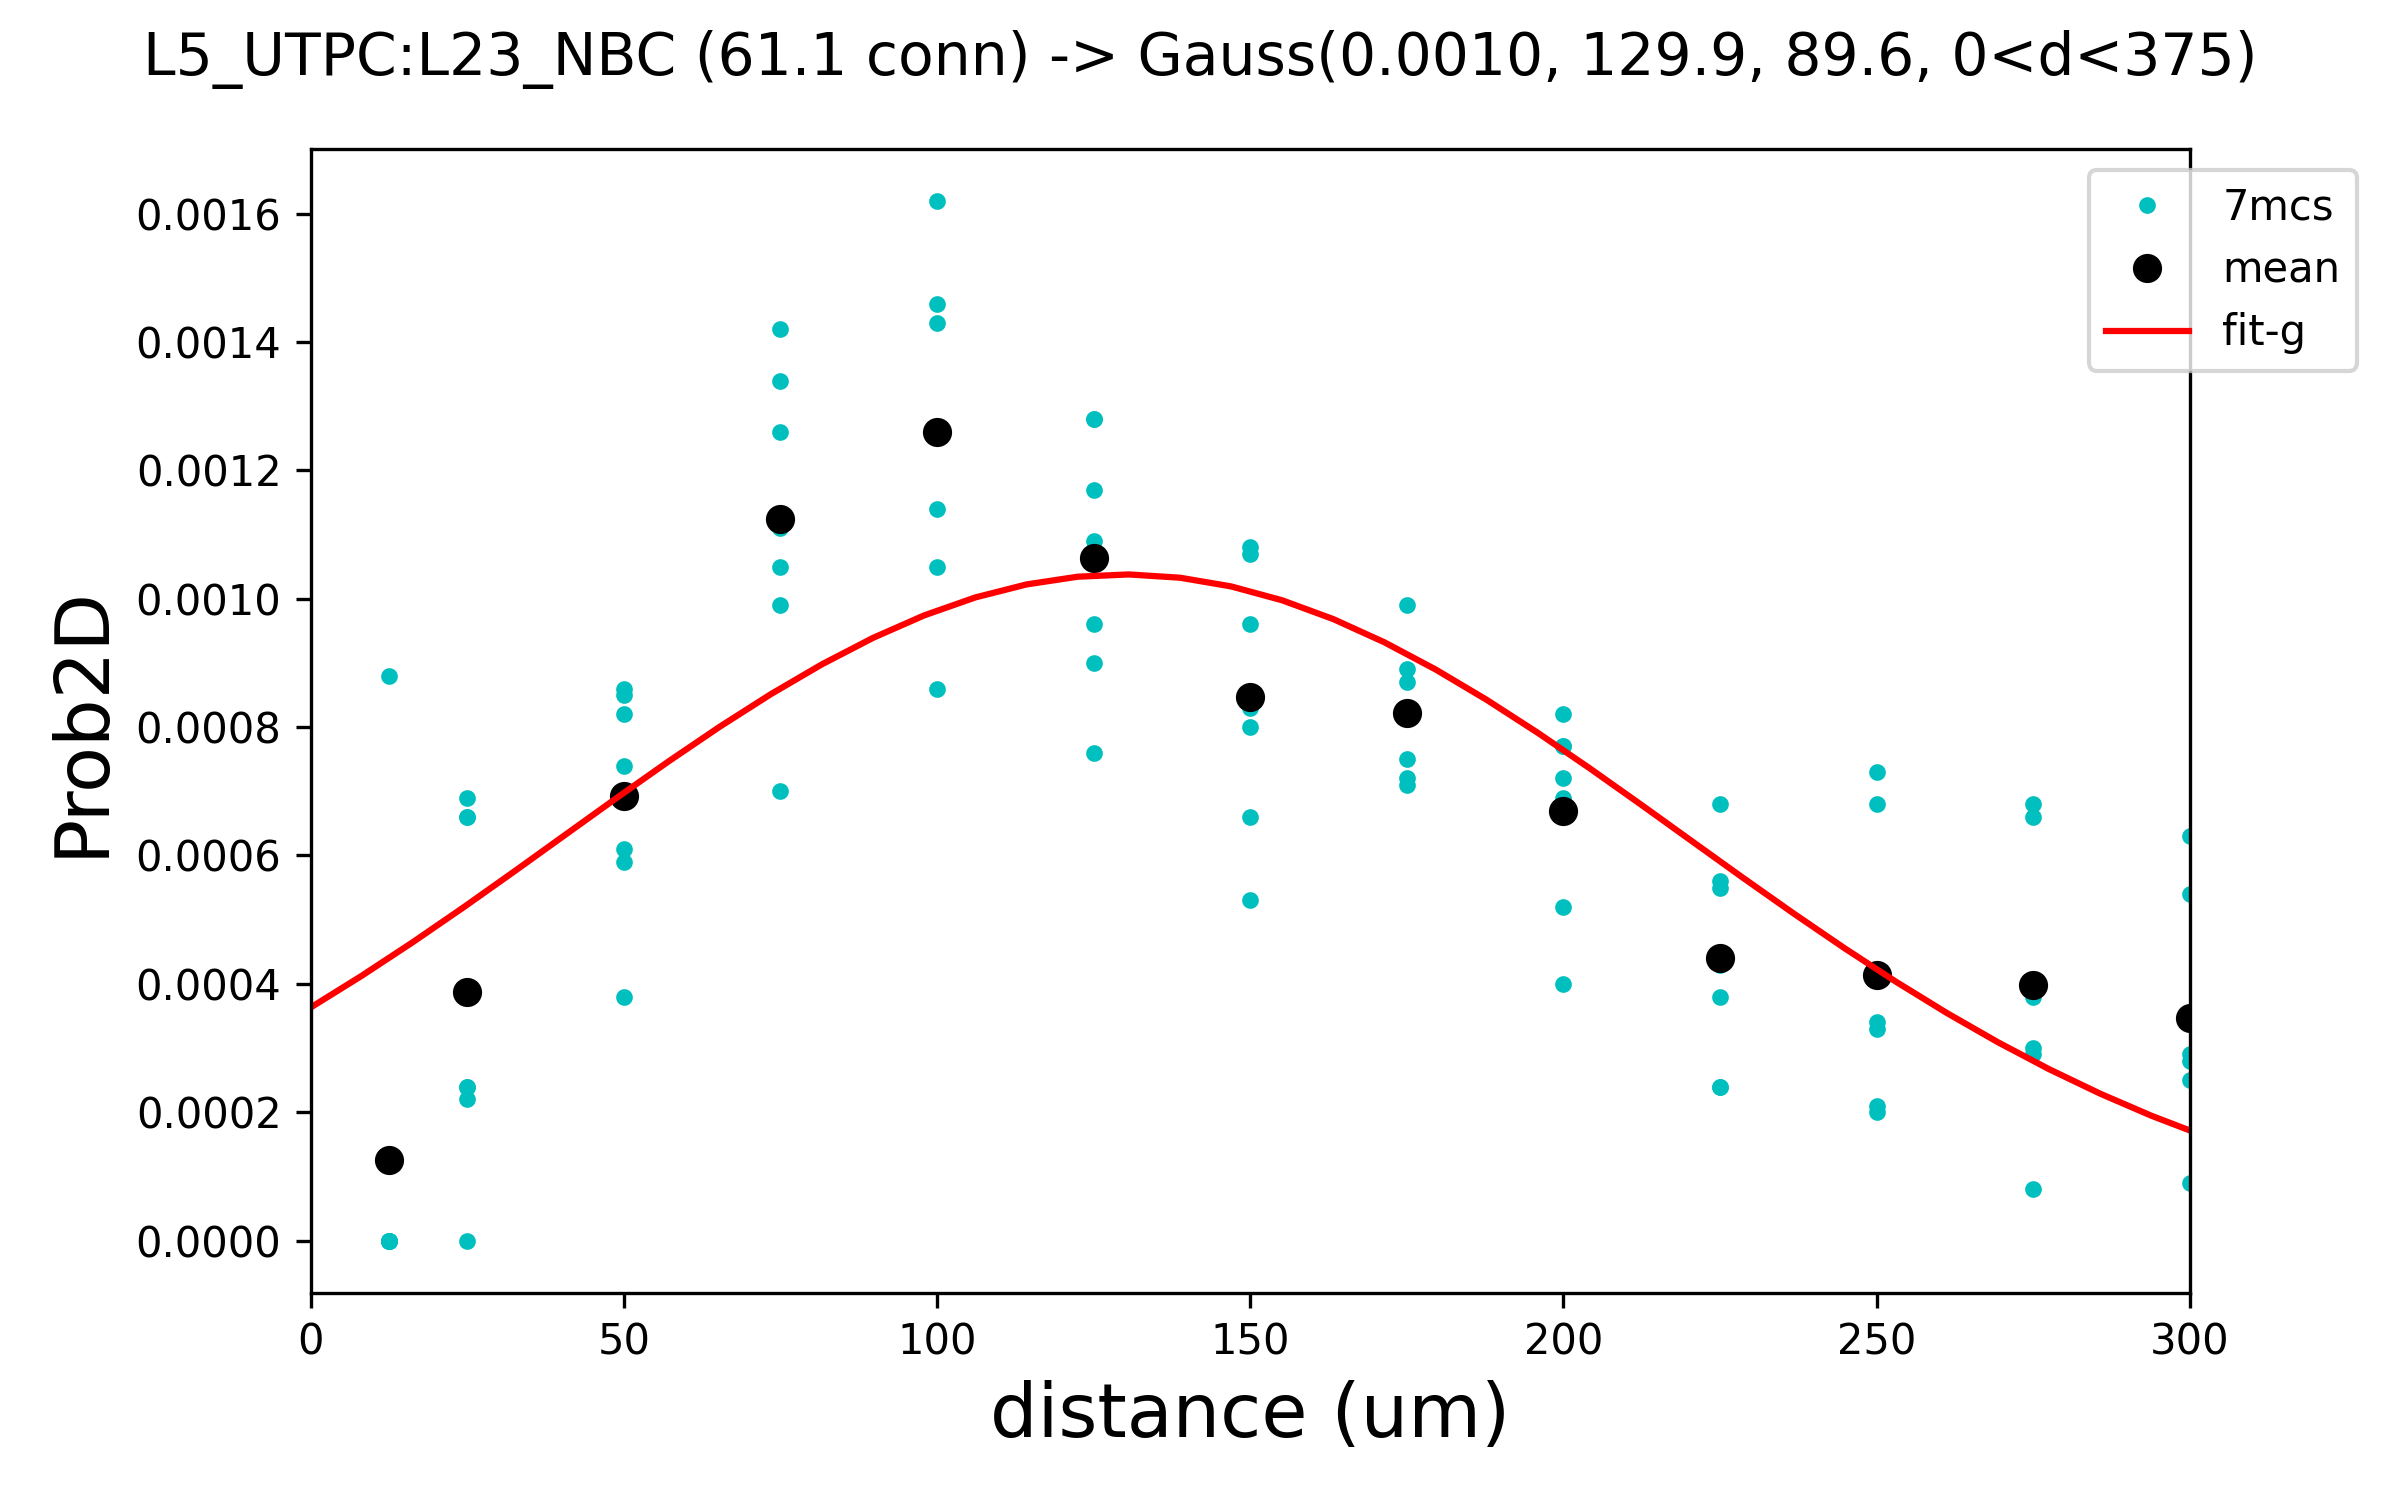 L5_UTPC:L23_NBC (61.1 conn) -> Gauss(0.0010, 129.9, 89.6, 0<d<375)
7mcs
mean
fit-g
Prob2D
0.0016
0.0014
0.0012
0.0010
0.0008
0.0006
0.0004
0.0002
0.0000
0 50 100 150 200 250 300
distance (um)